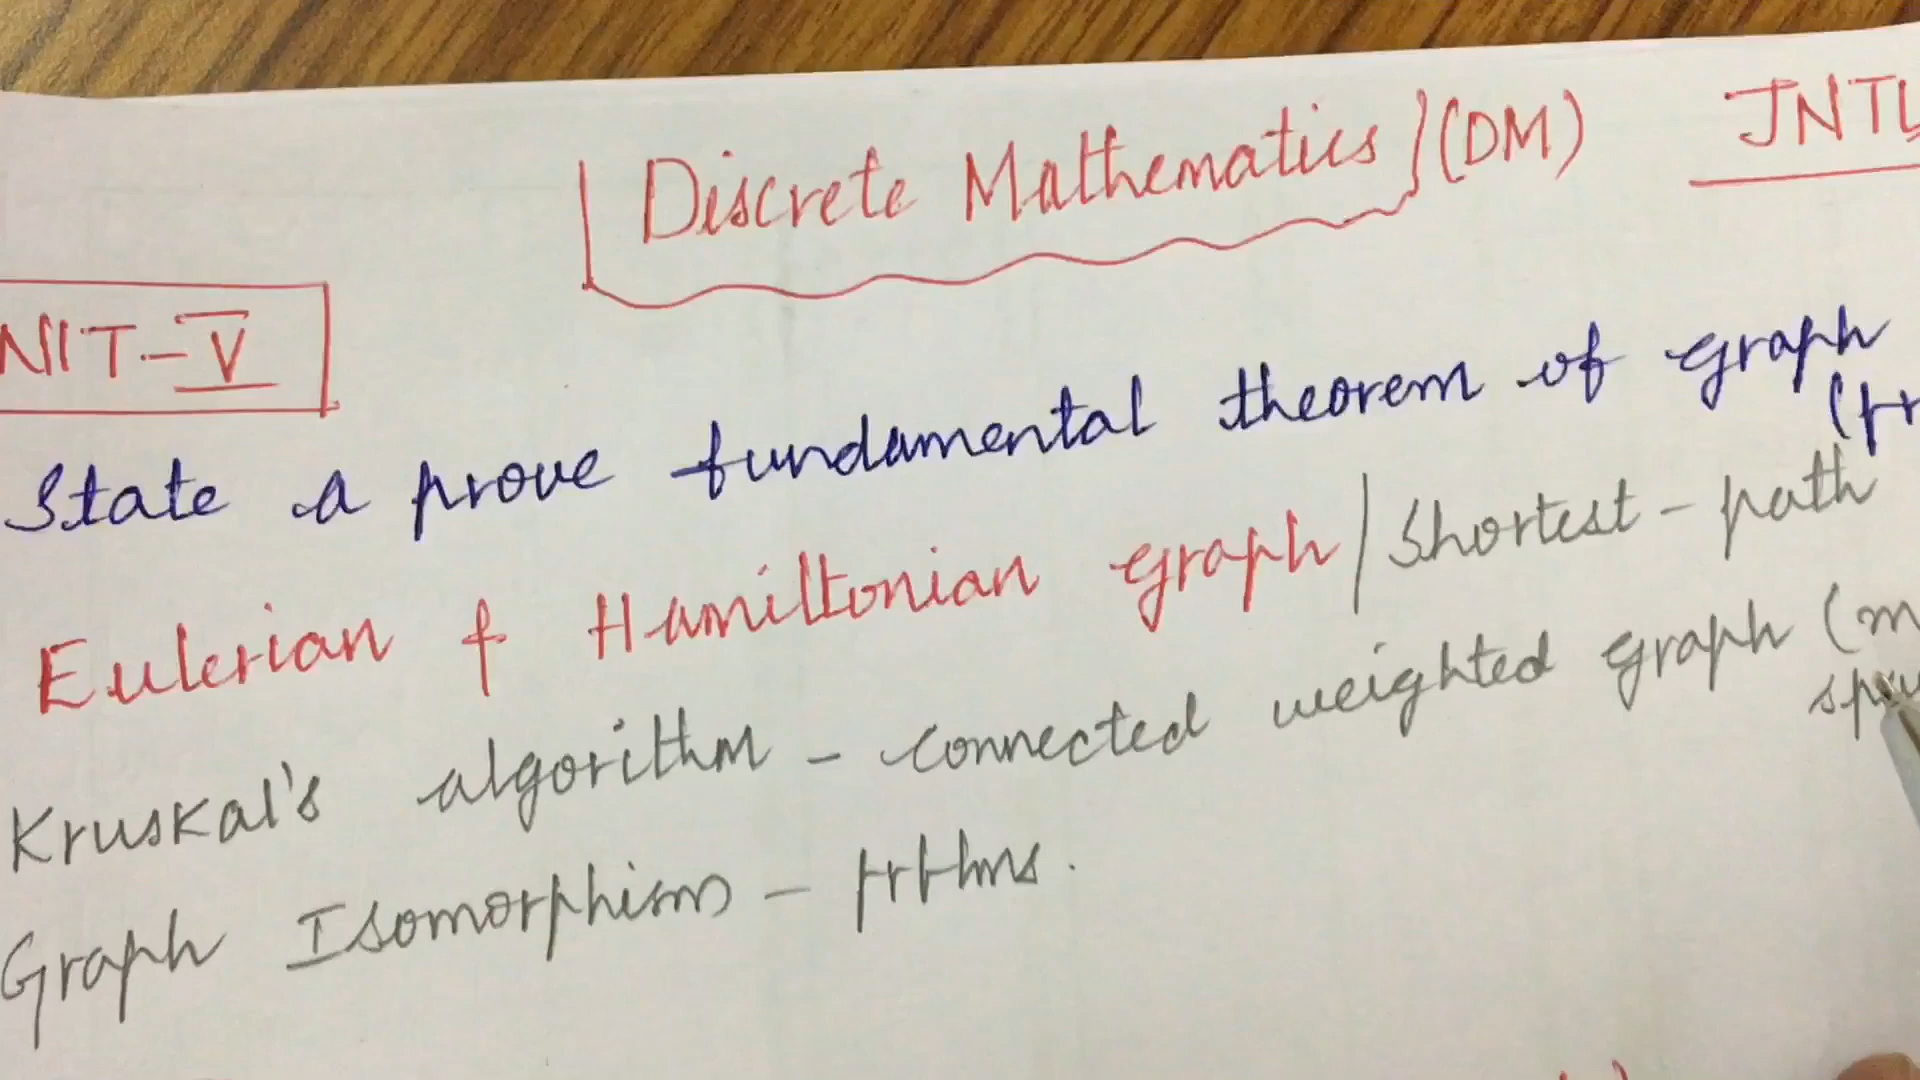 Discrete Mathematics (DM) JNTU
NIT-V
State & prove fundamental theorem of graph
Eulerian & Hamiltonian graph / Shortest-path
Kruskal's algorithm - connected weighted graph (m
Graph Isomorphism - prblms.